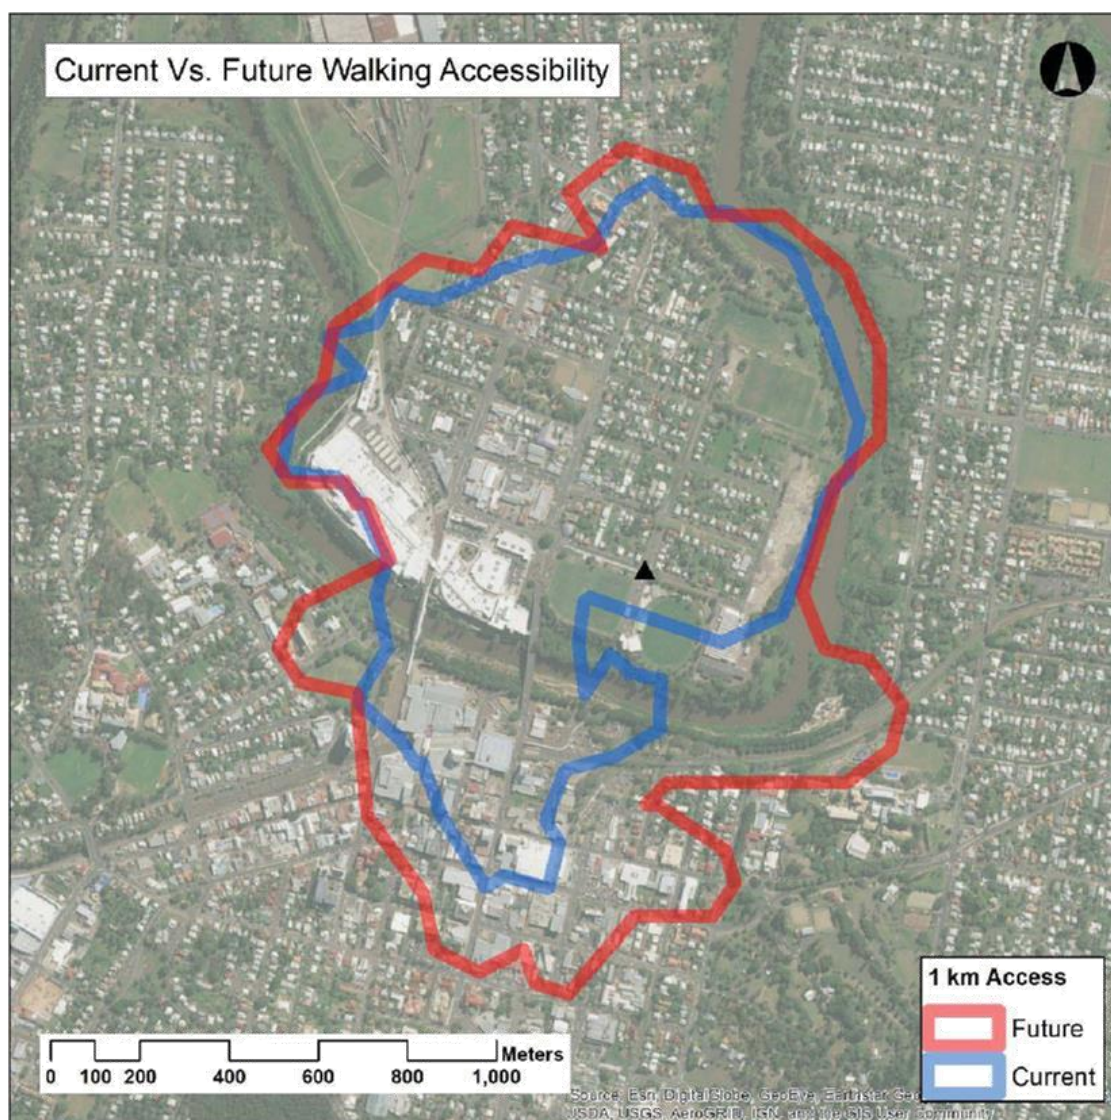 Current Vs. Future Walking Accessibility
1 km Access
Future
Current
Meters
0 100 200 400 600 800 1,000
Source: Esri, DigitalGlobe, GeoEye, Earthstar Geo
USDA, USGS, AeroGRID, IGN, and the GIS User Community